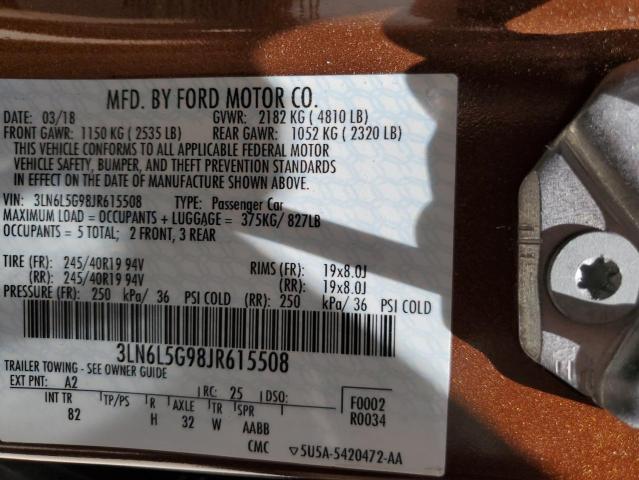 MFD. BY FORD MOTOR CO.
DATE: 03/18 GVWR: 2182 KG ( 4810 LB)
FRONT GAWR: 1150 KG ( 2535 LB) REAR GAWR: 1052 KG ( 2320 LB)
THIS VEHICLE CONFORMS TO ALL APPLICABLE FEDERAL MOTOR
VEHICLE SAFETY, BUMPER, AND THEFT PREVENTION STANDARDS
IN EFFECT ON THE DATE OF MANUFACTURE SHOWN ABOVE.
VIN: 3LN6L5G98JR615508 TYPE: Passenger Car
MAXIMUM LOAD = OCCUPANTS + LUGGAGE = 375KG/ 827LB
OCCUPANTS = 5 TOTAL; 2 FRONT, 3 REAR
TIRE (FR): 245/40R19 94V RIMS (FR): 19x8.0J
(RR): 245/40R19 94V (RR): 19x8.0J
PRESSURE (FR): 250 kPa/ 36 PSI COLD (RR): 250 kPa/ 36 PSI COLD
3LN6L5G98JR615508
TRAILER TOWING - SEE OWNER GUIDE
EXT PNT: A2 RC: 25 DSO: F0002
INT TR TP/PS R AXLE TR SPR R0034
82 H 32 W AABB
CMC ▽5U5A-5420472-AA